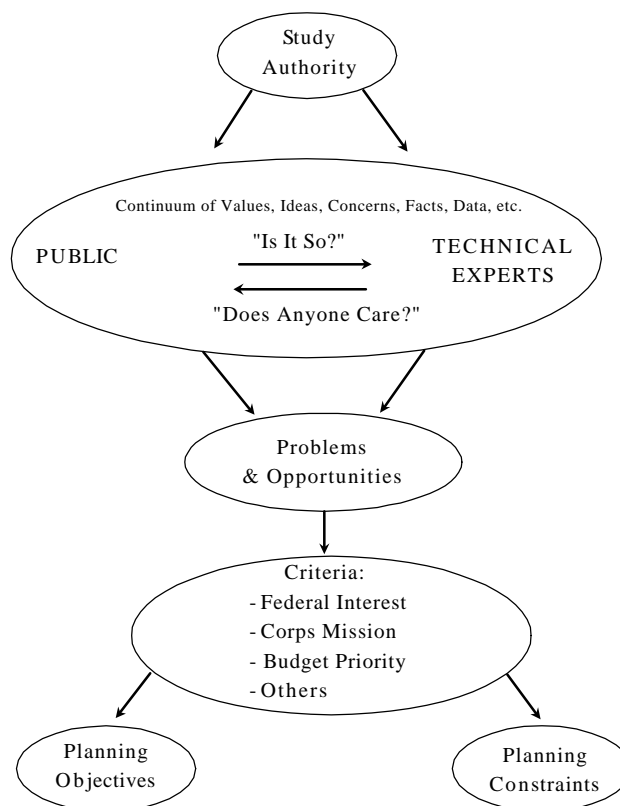 Study
Authority
Continuum of Values, Ideas, Concerns, Facts, Data, etc.
"Is It So?"
PUBLIC
TECHNICAL
EXPERTS
"Does Anyone Care?"
Problems
& Opportunities
Criteria:
- Federal Interest
- Corps Mission
- Budget Priority
- Others
Planning
Objectives
Planning
Constraints